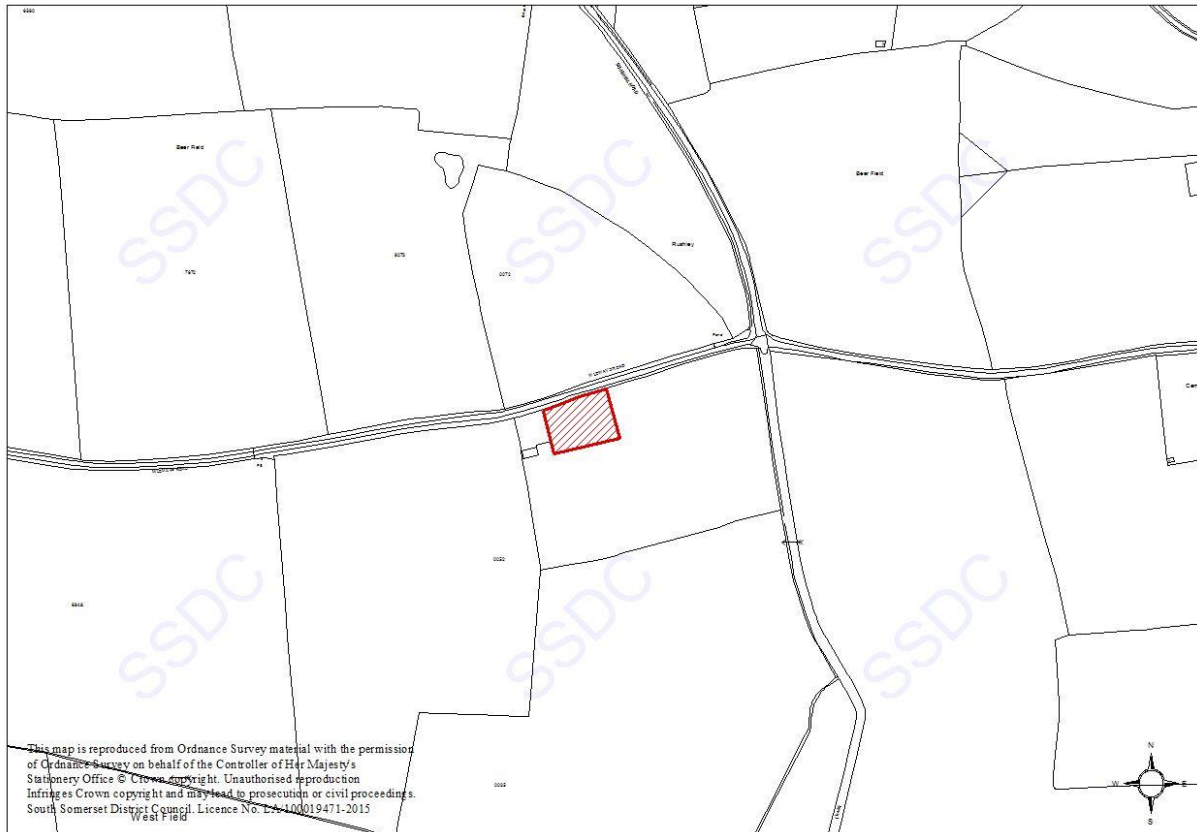 Beer Field
Beer Field
Rushley
7670
0072
0052
SSDC
SSDC
SSDC
SSDC
SSDC
SSDC
This map is reproduced from Ordnance Survey material with the permission
of Ordnance Survey on behalf of the Controller of Her Majesty's
Stationery Office © Crown copyright. Unauthorised reproduction
Infringes Crown copyright and may lead to prosecution or civil proceedings.
South Somerset District Council. Licence No. LA 100019471-2015
West Field
N
W
E
S